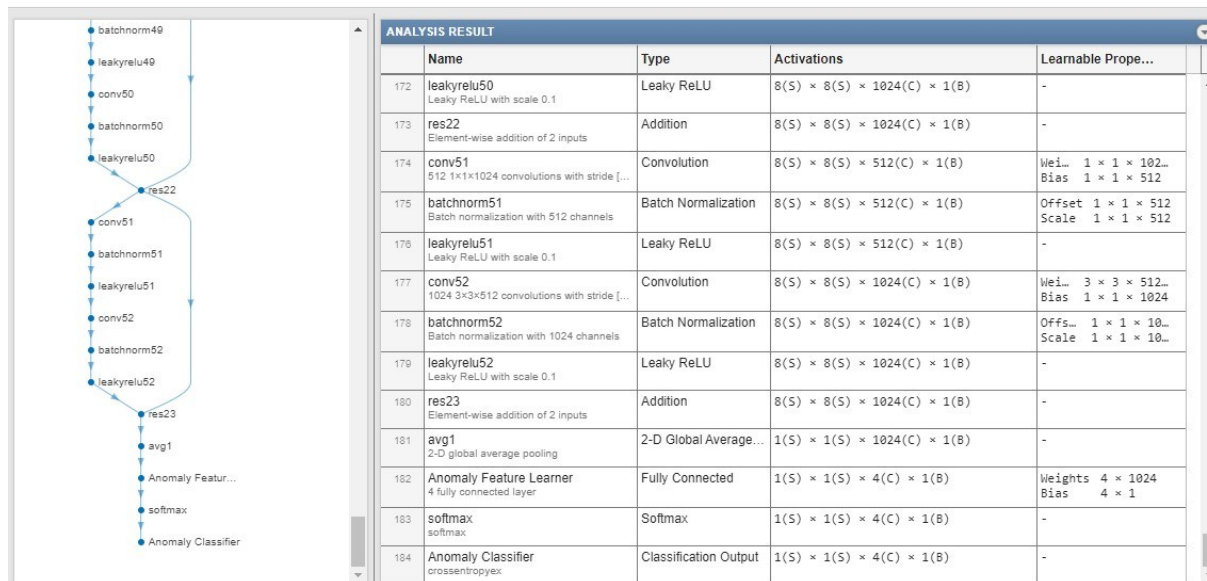 batchnorm49
leakyrelu49
conv50
batchnorm50
leakyrelu50
res22
conv51
batchnorm51
leakyrelu51
conv52
batchnorm52
leakyrelu52
res23
avg1
Anomaly Featur...
softmax
Anomaly Classifier
ANALYSIS RESULT
Name Type Activations Learnable Prope...
172 leakyrelu50 Leaky ReLU 8(S) × 8(S) × 1024(C) × 1(B) -
Leaky ReLU with scale 0.1
173 res22 Addition 8(S) × 8(S) × 1024(C) × 1(B) -
Element-wise addition of 2 inputs
174 conv51 Convolution 8(S) × 8(S) × 512(C) × 1(B) Wei... 1 × 1 × 102...
512 1×1×1024 convolutions with stride [... Bias 1 × 1 × 512
175 batchnorm51 Batch Normalization 8(S) × 8(S) × 512(C) × 1(B) Offset 1 × 1 × 512
Batch normalization with 512 channels Scale 1 × 1 × 512
176 leakyrelu51 Leaky ReLU 8(S) × 8(S) × 512(C) × 1(B) -
Leaky ReLU with scale 0.1
177 conv52 Convolution 8(S) × 8(S) × 1024(C) × 1(B) Wei... 3 × 3 × 512...
1024 3×3×512 convolutions with stride [... Bias 1 × 1 × 1024
178 batchnorm52 Batch Normalization 8(S) × 8(S) × 1024(C) × 1(B) Offs... 1 × 1 × 10...
Batch normalization with 1024 channels Scale 1 × 1 × 10...
179 leakyrelu52 Leaky ReLU 8(S) × 8(S) × 1024(C) × 1(B) -
Leaky ReLU with scale 0.1
180 res23 Addition 8(S) × 8(S) × 1024(C) × 1(B) -
Element-wise addition of 2 inputs
181 avg1 2-D Global Average... 1(S) × 1(S) × 1024(C) × 1(B) -
2-D global average pooling
182 Anomaly Feature Learner Fully Connected 1(S) × 1(S) × 4(C) × 1(B) Weights 4 × 1024
4 fully connected layer Bias 4 × 1
183 softmax Softmax 1(S) × 1(S) × 4(C) × 1(B) -
softmax
184 Anomaly Classifier Classification Output 1(S) × 1(S) × 4(C) × 1(B) -
crossentropyex